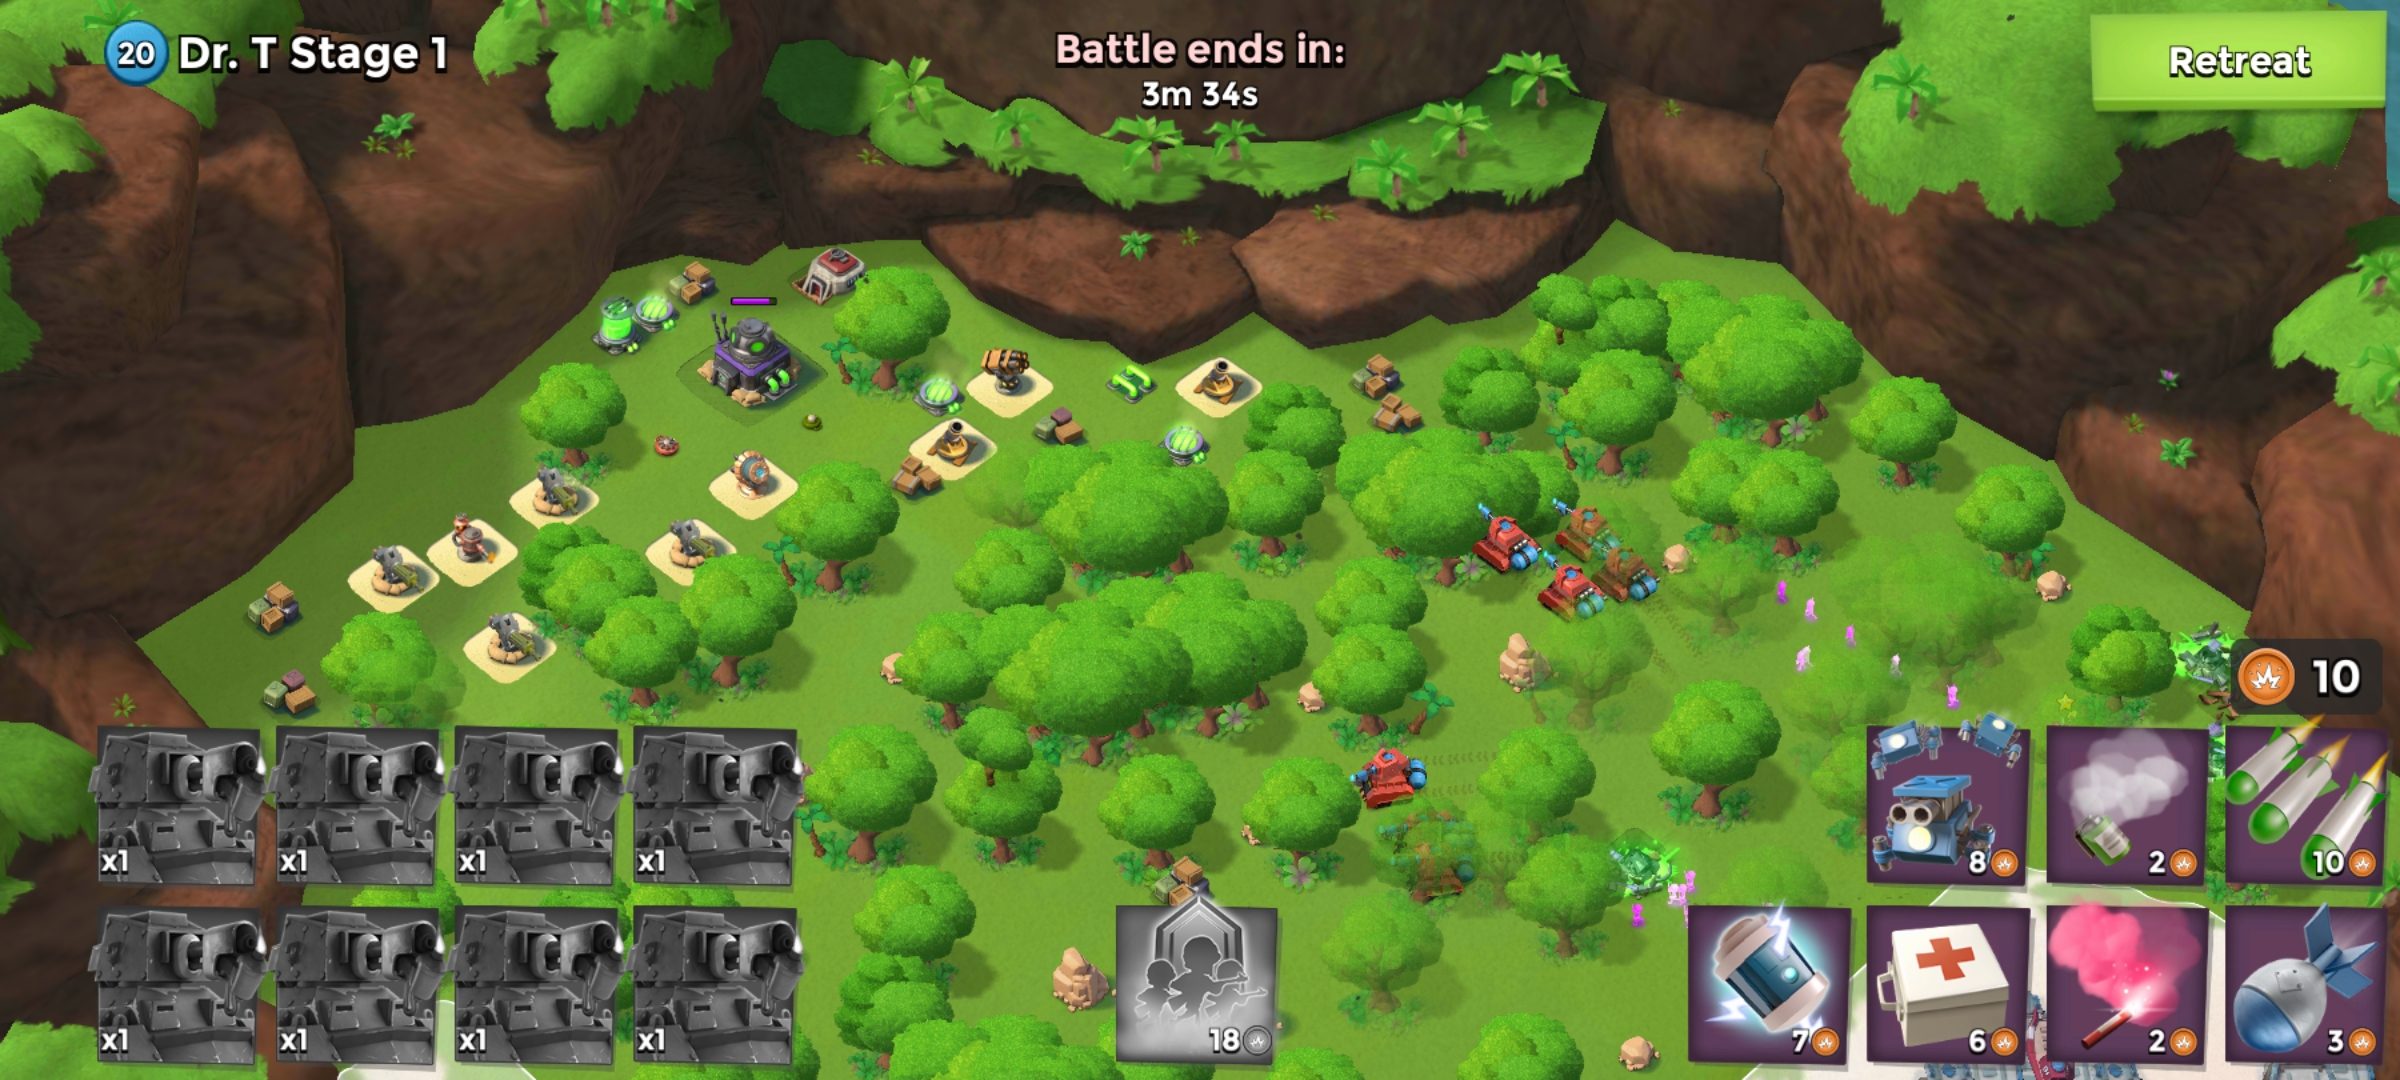 20 Dr. T Stage 1
Battle ends in:
3m 34s
Retreat
10
x1
x1
x1
x1
8
2
10
x1
x1
x1
x1
18
7
6
2
3